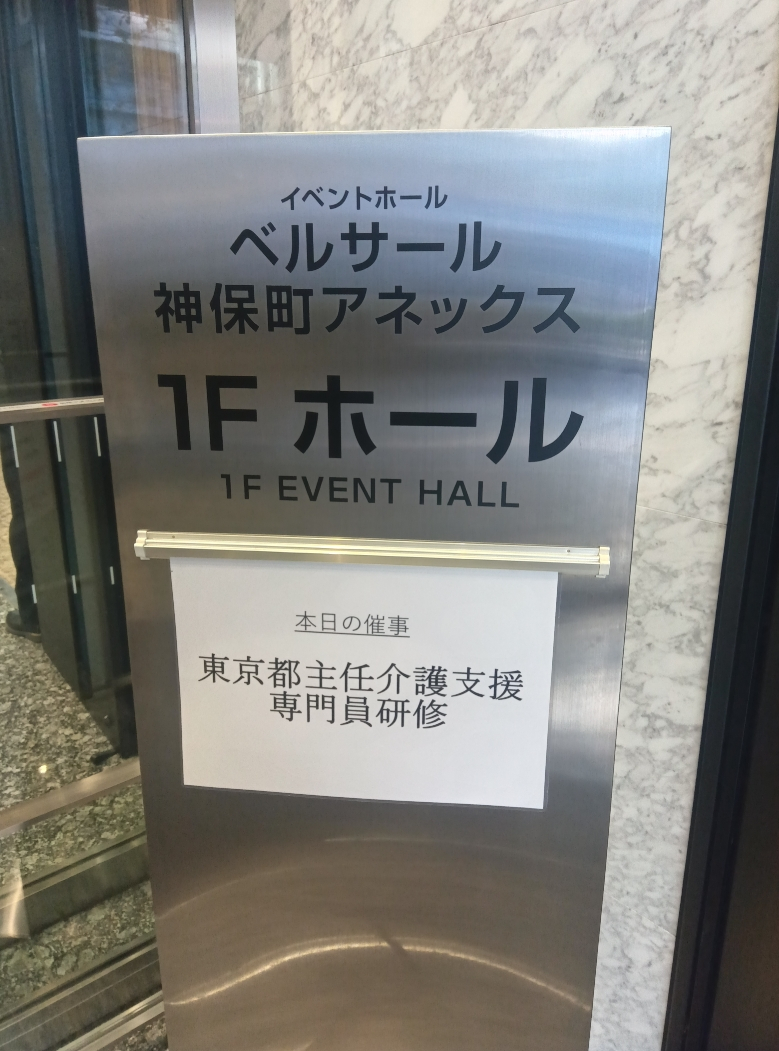 イベントホール
ベルサール
神保町アネックス
1F ホール
1F EVENT HALL
本日の催事
東京都主任介護支援
専門員研修